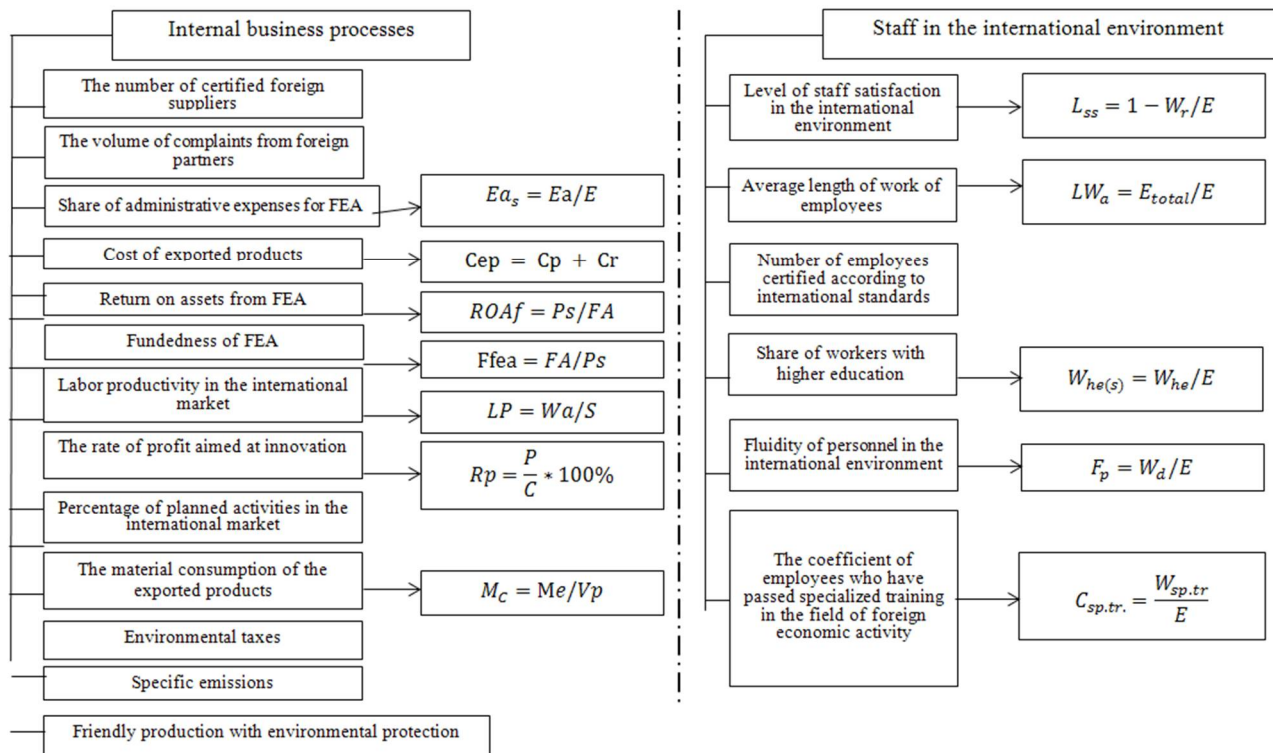 Internal business processes
The number of certified foreign
suppliers
The volume of complaints from foreign
partners
Share of administrative expenses for FEA
Ea_s = Ea/E
Cost of exported products
Cep = Cp + Cr
Return on assets from FEA
ROAf = Ps/FA
Fundedness of FEA
Ffea = FA/Ps
Labor productivity in the international
market
LP = Wa/S
The rate of profit aimed at innovation
Rp = P/C * 100%
Percentage of planned activities in the
international market
The material consumption of the
exported products
M_C = Me/Vp
Environmental taxes
Specific emissions
Friendly production with environmental protection
Staff in the international environment
Level of staff satisfaction
in the international
environment
L_ss = 1 − W_r/E
Average length of work of
employees
LW_a = E_total/E
Number of employees
certified according to
international standards
Share of workers with
higher education
W_he(s) = W_he/E
Fluidity of personnel in the
international environment
F_p = W_d/E
The coefficient of
employees who have
passed specialized training
in the field of foreign
economic activity
C_sp.tr. = W_sp.tr/E